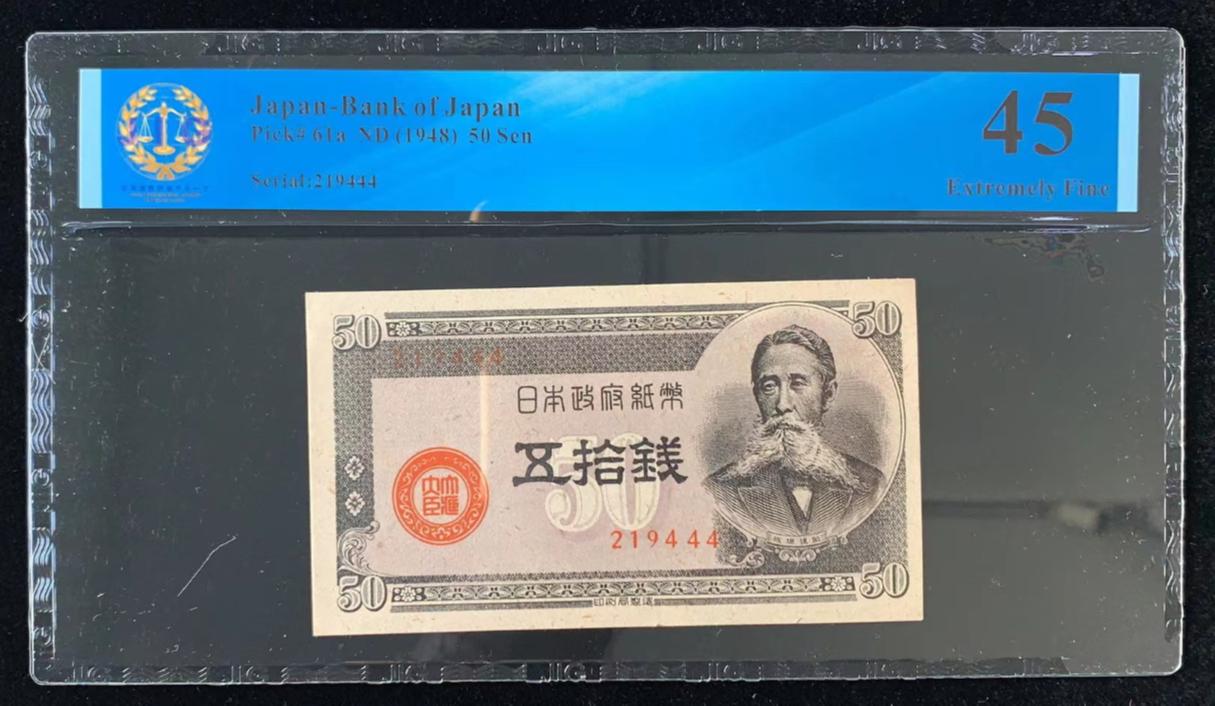 Japan-Bank of Japan
Pick# 61a ND (1948) 50 Sen
Serial:219444
45
Extremely Fine
50
50
219444
日本政府紙幣
五拾銭
50
219444
50
50